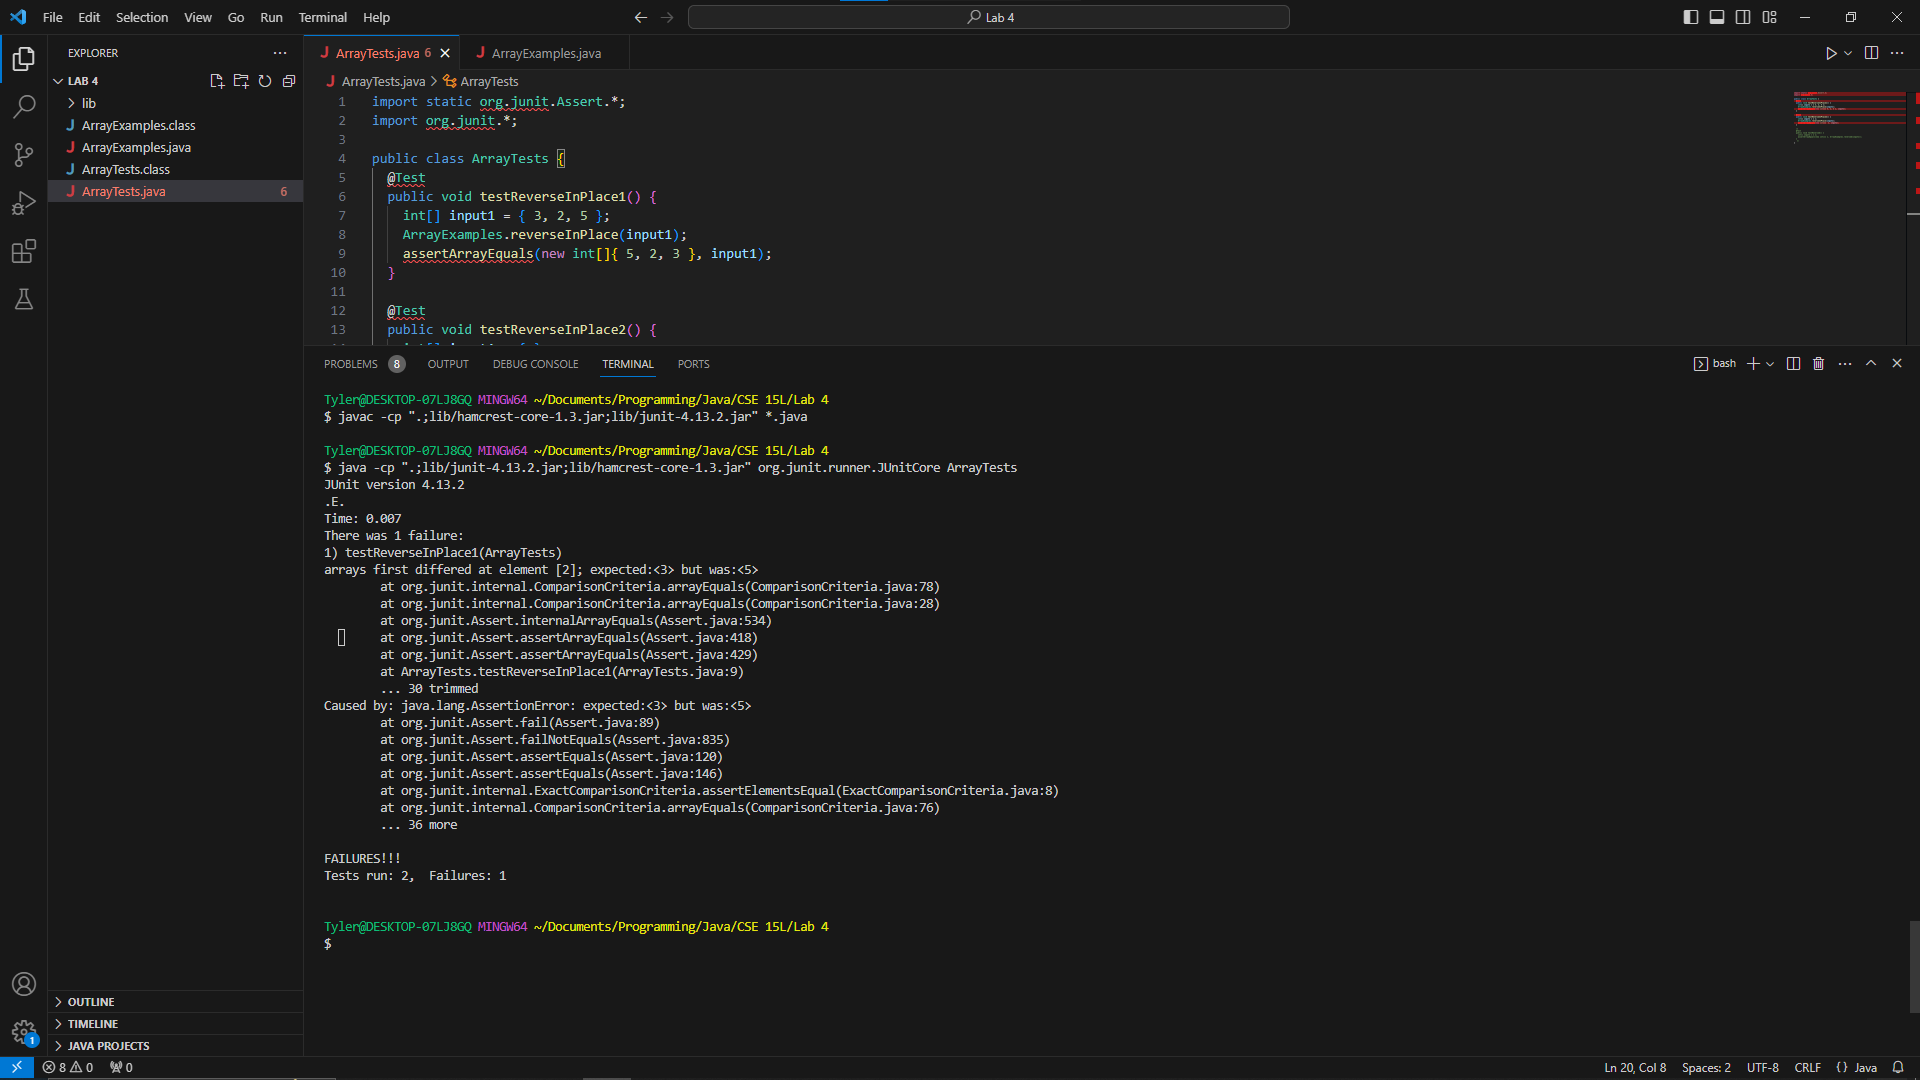 File Edit Selection View Go Run Terminal Help
Lab 4
EXPLORER
LAB 4
lib
ArrayExamples.class
ArrayExamples.java
ArrayTests.class
ArrayTests.java 6
OUTLINE
TIMELINE
JAVA PROJECTS
ArrayTests.java 6
ArrayExamples.java
ArrayTests.java > ArrayTests
1 import static org.junit.Assert.*;
2 import org.junit.*;
3
4 public class ArrayTests {
5 @Test
6 public void testReverseInPlace1() {
7 int[] input1 = { 3, 2, 5 };
8 ArrayExamples.reverseInPlace(input1);
9 assertArrayEquals(new int[]{ 5, 2, 3 }, input1);
10 }
11
12 @Test
13 public void testReverseInPlace2() {
PROBLEMS 8 OUTPUT DEBUG CONSOLE TERMINAL PORTS
bash
Tyler@DESKTOP-07LJ8GQ MINGW64 ~/Documents/Programming/Java/CSE 15L/Lab 4
$ javac -cp ".;lib/hamcrest-core-1.3.jar;lib/junit-4.13.2.jar" *.java
Tyler@DESKTOP-07LJ8GQ MINGW64 ~/Documents/Programming/Java/CSE 15L/Lab 4
$ java -cp ".;lib/junit-4.13.2.jar;lib/hamcrest-core-1.3.jar" org.junit.runner.JUnitCore ArrayTests
JUnit version 4.13.2
.E.
Time: 0.007
There was 1 failure:
1) testReverseInPlace1(ArrayTests)
arrays first differed at element [2]; expected:<3> but was:<5>
at org.junit.internal.ComparisonCriteria.arrayEquals(ComparisonCriteria.java:78)
at org.junit.internal.ComparisonCriteria.arrayEquals(ComparisonCriteria.java:28)
at org.junit.Assert.internalArrayEquals(Assert.java:534)
at org.junit.Assert.assertArrayEquals(Assert.java:418)
at org.junit.Assert.assertArrayEquals(Assert.java:429)
at ArrayTests.testReverseInPlace1(ArrayTests.java:9)
... 30 trimmed
Caused by: java.lang.AssertionError: expected:<3> but was:<5>
at org.junit.Assert.fail(Assert.java:89)
at org.junit.Assert.failNotEquals(Assert.java:835)
at org.junit.Assert.assertEquals(Assert.java:120)
at org.junit.Assert.assertEquals(Assert.java:146)
at org.junit.internal.ExactComparisonCriteria.assertElementsEqual(ExactComparisonCriteria.java:8)
at org.junit.internal.ComparisonCriteria.arrayEquals(ComparisonCriteria.java:76)
... 36 more
FAILURES!!!
Tests run: 2,  Failures: 1
Tyler@DESKTOP-07LJ8GQ MINGW64 ~/Documents/Programming/Java/CSE 15L/Lab 4
$
1
8 0 0
Ln 20, Col 8 Spaces: 2 UTF-8 CRLF {} Java